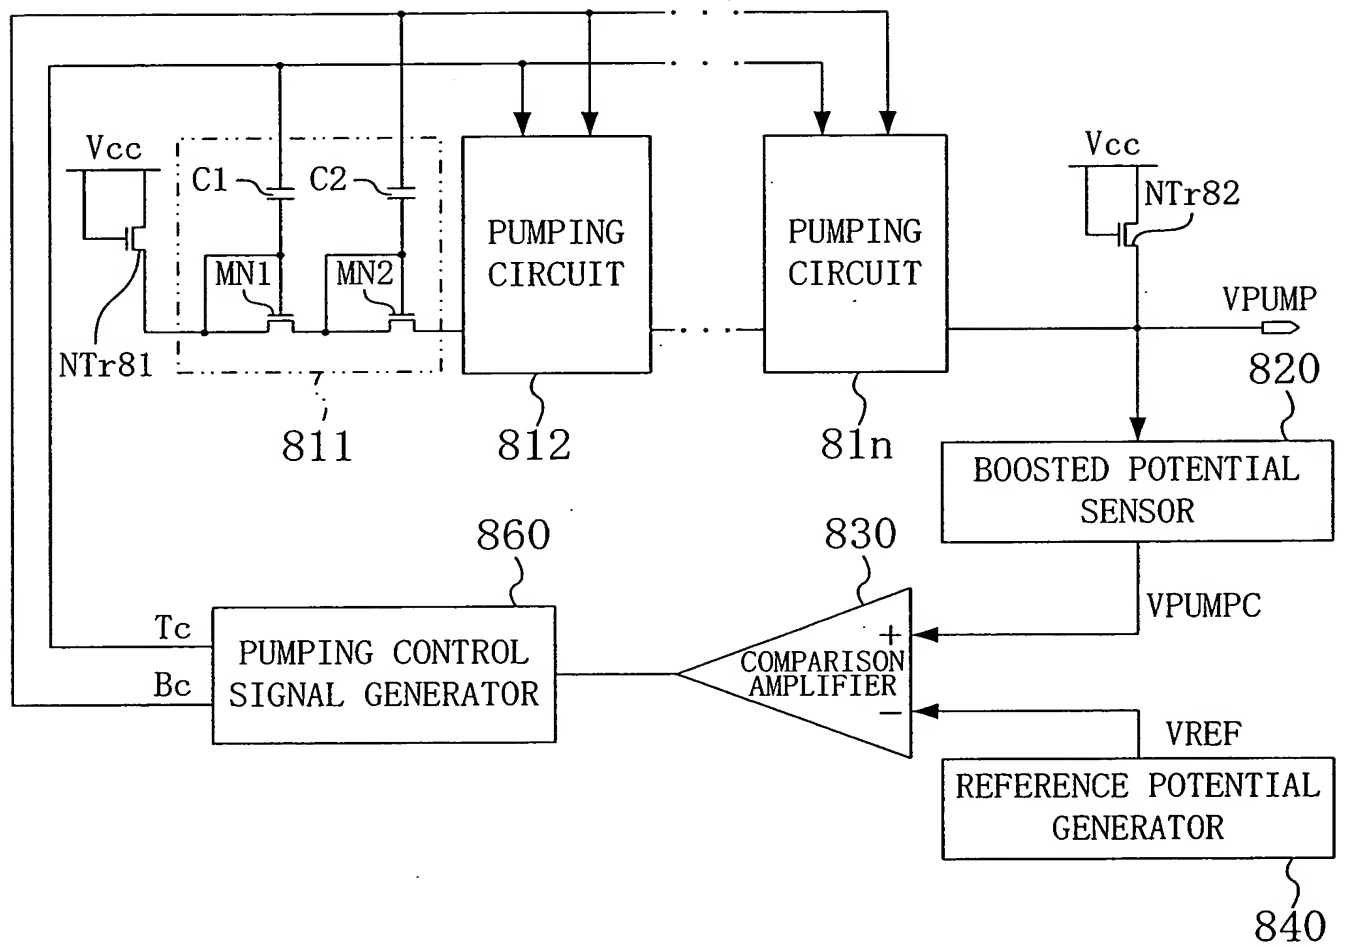 Vcc
C1
C2
MN1
MN2
NTr81
811
PUMPING
CIRCUIT
812
PUMPING
CIRCUIT
81n
Vcc
NTr82
VPUMP
820
BOOSTED POTENTIAL
SENSOR
VPUMPC
830
+
COMPARISON
AMPLIFIER
−
VREF
REFERENCE POTENTIAL
GENERATOR
840
860
PUMPING CONTROL
SIGNAL GENERATOR
Tc
Bc